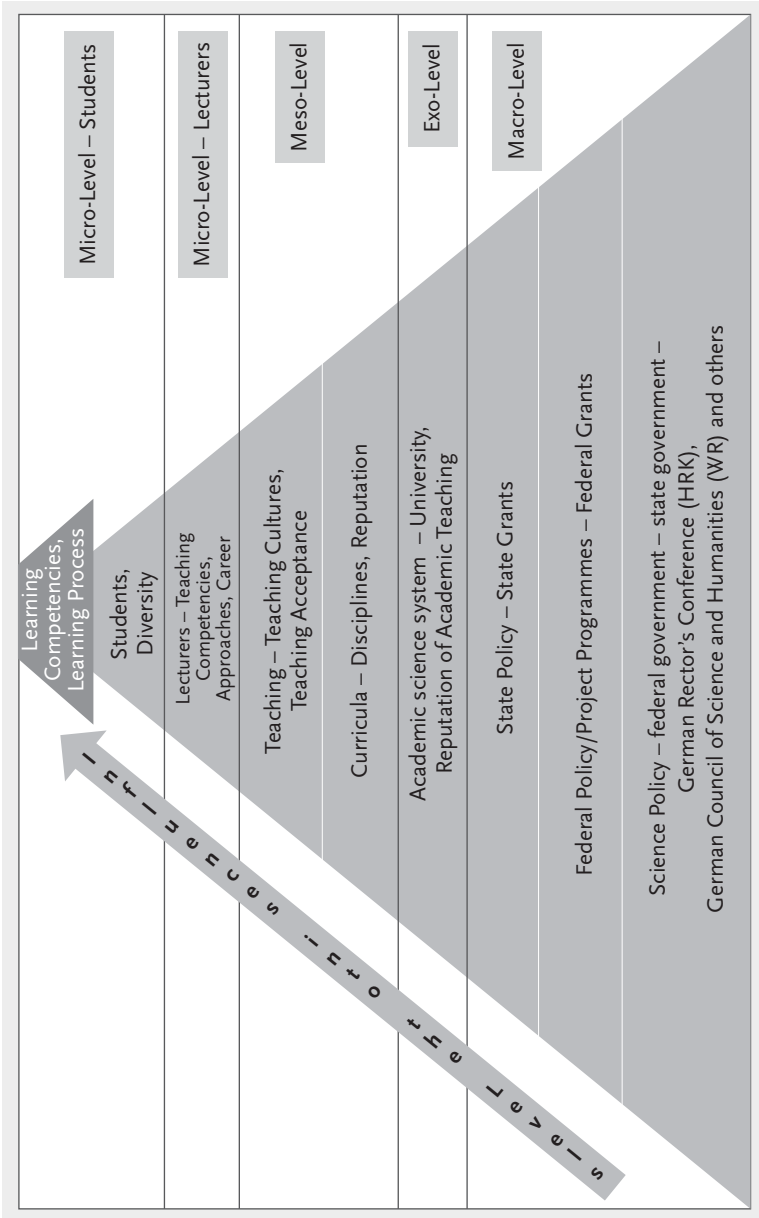 Learning
Competencies,
Learning Process
Students,
Diversity
Micro-Level – Students
Lecturers – Teaching
Competencies,
Approaches, Career
Micro-Level – Lecturers
Teaching – Teaching Cultures,
Teaching Acceptance
Curricula – Disciplines, Reputation
Meso-Level
Academic science system – University,
Reputation of Academic Teaching
Exo-Level
State Policy – State Grants
Macro-Level
Federal Policy/Project Programmes – Federal Grants
Science Policy – federal government – state government –
German Rector’s Conference (HRK),
German Council of Science and Humanities (WR) and others
Influences into the Levels